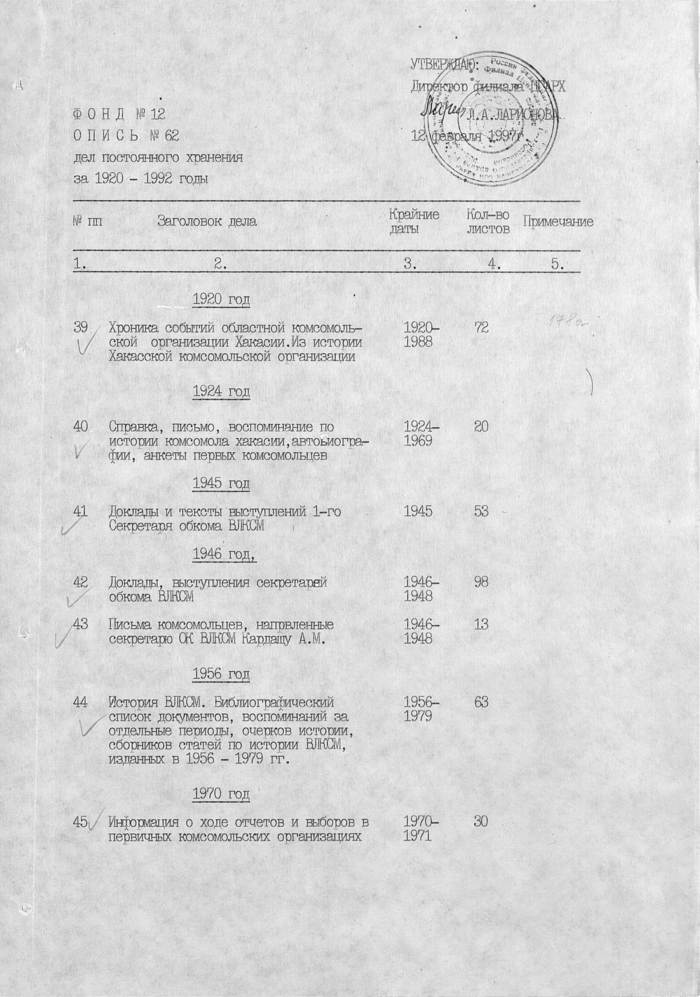 УТВЕРЖДАЮ:
Директор филиала ЦГАРХ
Л.А.ЛАРИОНОВА
12 февраля 1997г.
Ф О Н Д № 12
О П И С Ь № 62
дел постоянного хранения
за 1920 - 1992 годы
№ пп Заголовок дела Крайние даты Кол-во листов Примечание
1. 2. 3. 4. 5.
1920 год
39 Хроника событий областной комсомоль- 1920- 72
ской организации Хакасии.Из истории 1988
Хакасской комсомольской организации
1924 год
40 Справка, письмо, воспоминание по 1924- 20
истории комсомола хакасии,автоьиогра- 1969
фии, анкеты первых комсомольцев
1945 год
41 Доклады и тексты выступлений 1-го 1945 53
Секретаря обкома ВЛКСМ
1946 год,
42 Доклады, выступления секретарей 1946- 98
обкома ВЛКСМ 1948
43 Письма комсомольцев, напрвленные 1946- 13
секретарю ОК ВЛКСМ Кардашу А.М. 1948
1956 год
44 История ВЛКСМ. Библиографический 1956- 63
список документов, воспоминаний за 1979
отдельные периоды, очерков истории,
сборников статей по истории ВЛКСМ,
изданных в 1956 - 1979 гг.
1970 год
45 Информация о ходе отчетов и выборов в 1970- 30
первичных комсомольских организациях 1971